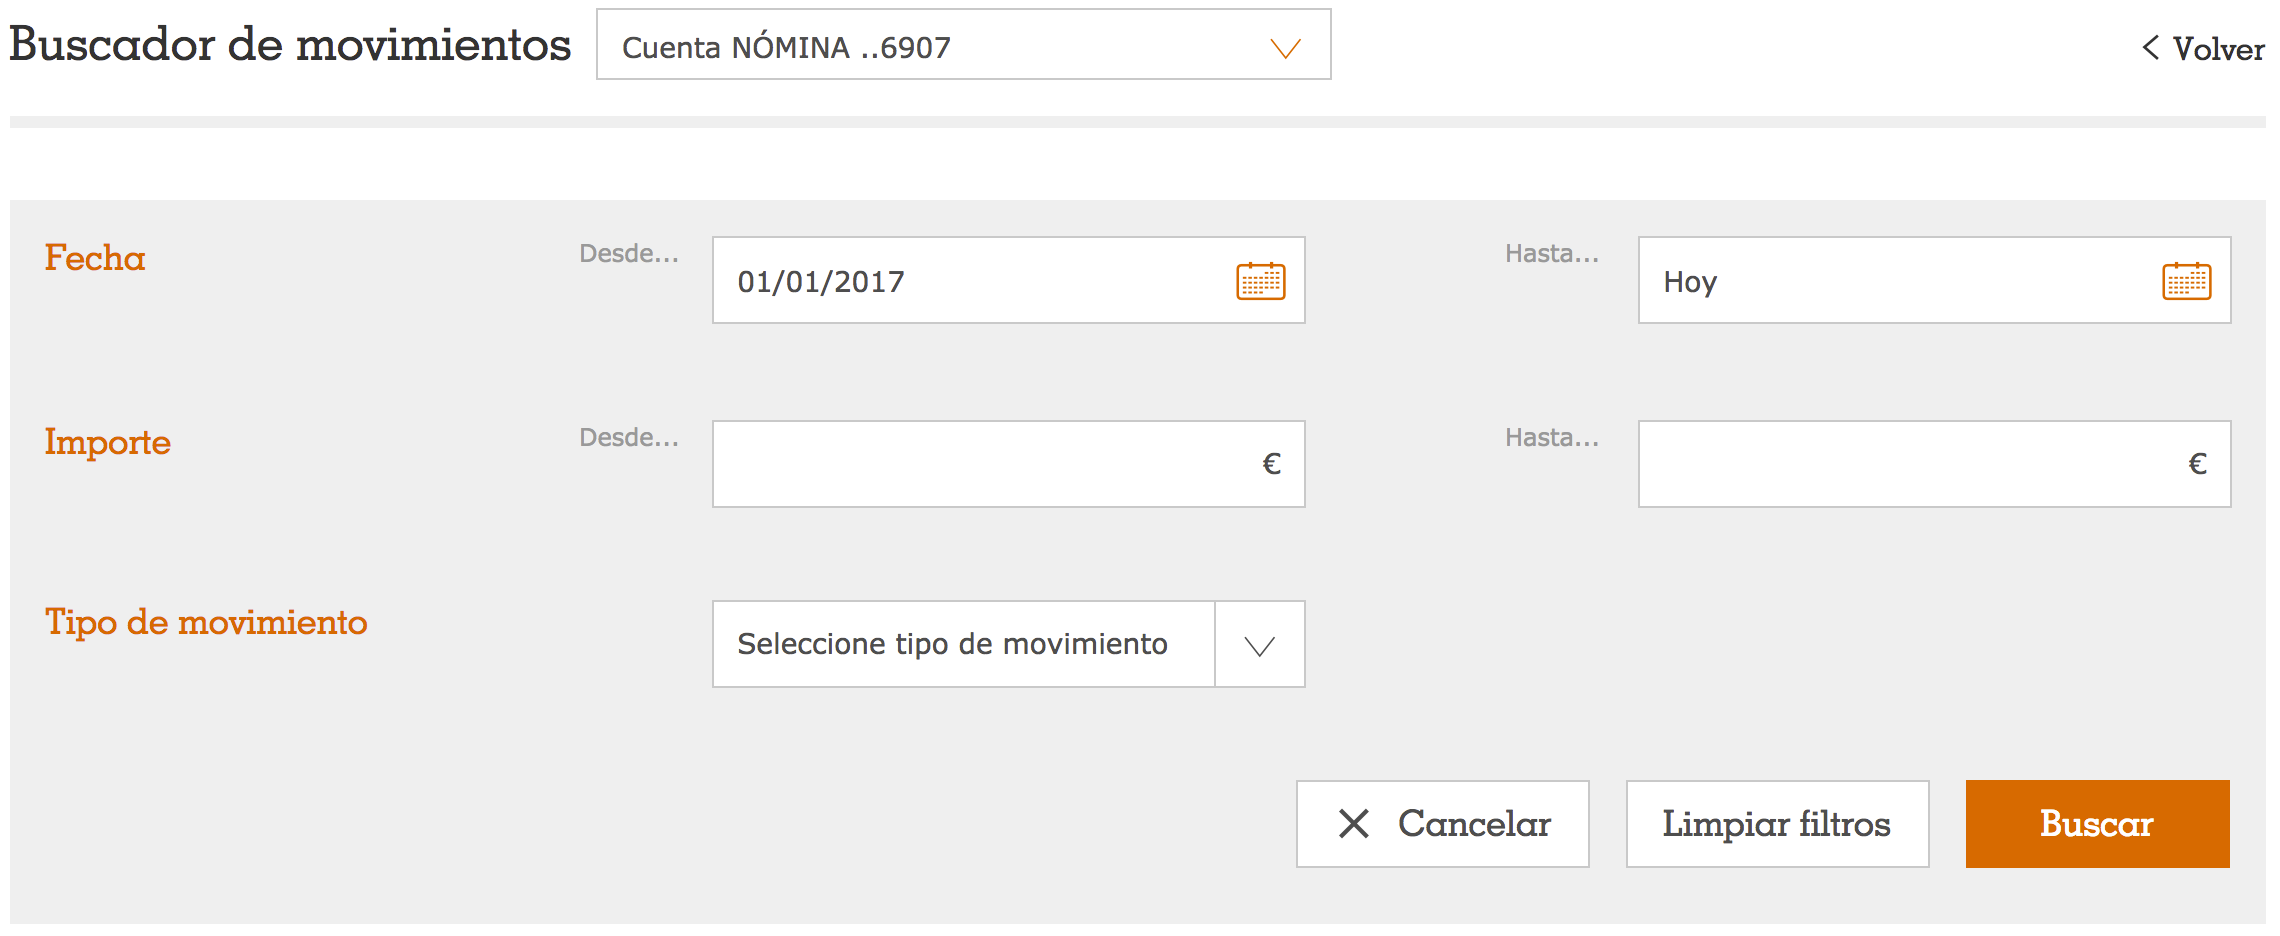 Buscador de movimientos Cuenta NÓMINA ..6907 Volver
Fecha Desde... 01/01/2017 Hasta... Hoy
Importe Desde... € Hasta... €
Tipo de movimiento Seleccione tipo de movimiento
Cancelar Limpiar filtros Buscar